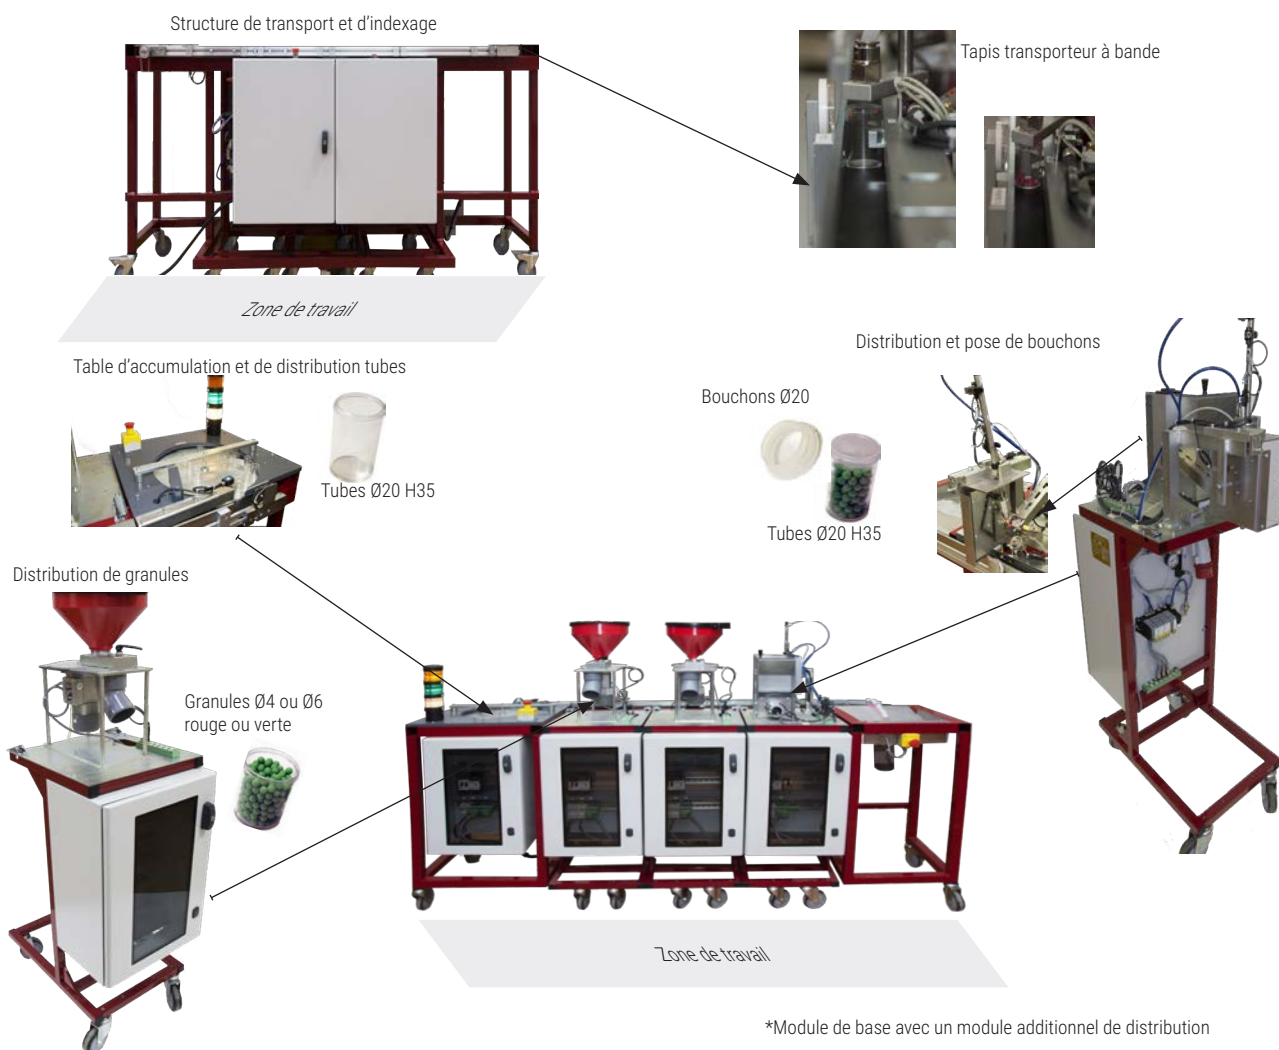 Structure de transport et d'indexage
Tapis transporteur à bande
Zone de travail
Distribution et pose de bouchons
Table d'accumulation et de distribution tubes
Bouchons Ø20
Tubes Ø20 H35
Tubes Ø20 H35
Distribution de granules
Granules Ø4 ou Ø6
rouge ou verte
Zone de travail
*Module de base avec un module additionnel de distribution